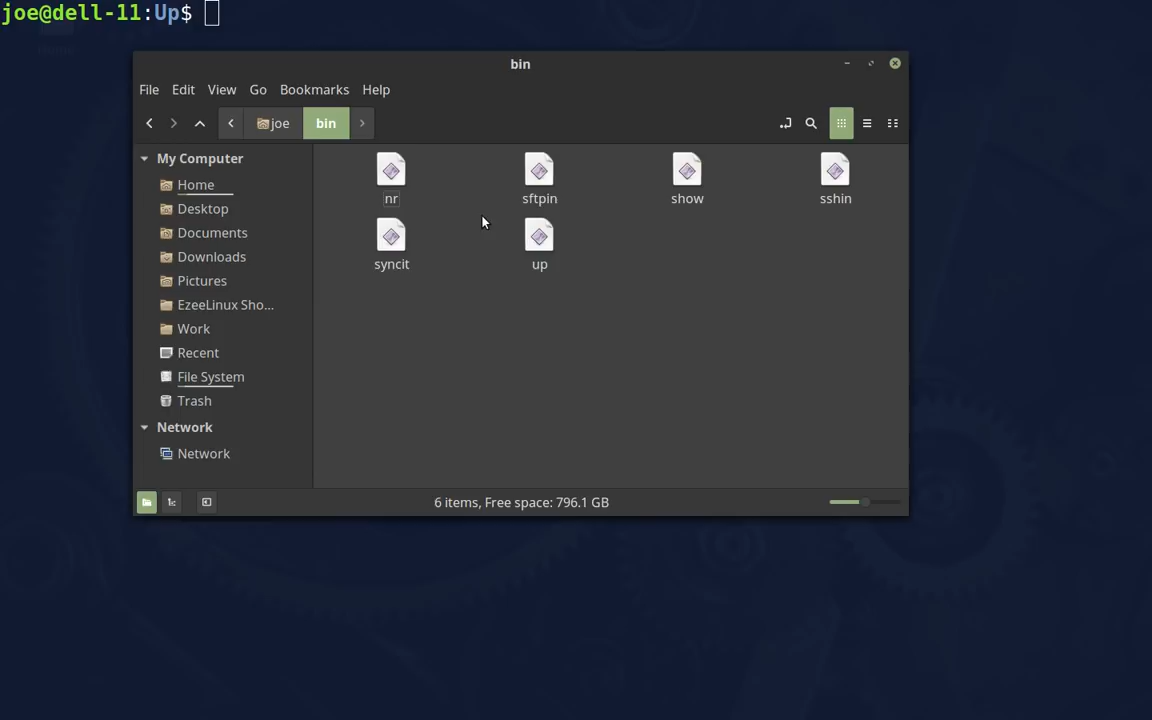 joe@dell-11:Up$
bin
File Edit View Go Bookmarks Help
joe bin
My Computer
Home
Desktop
Documents
Downloads
Pictures
EzeeLinux Sho...
Work
Recent
File System
Trash
Network
Network
nr sftpin show sshin
syncit up
6 items, Free space: 796.1 GB